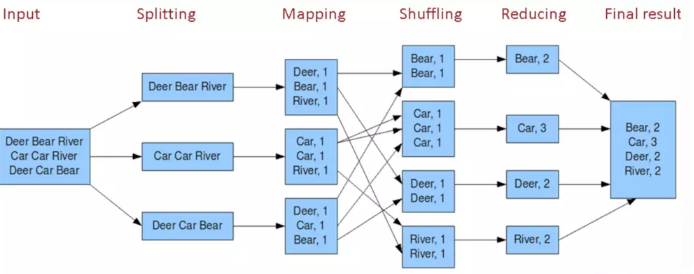 Input
Splitting
Mapping
Shuffling
Reducing
Final result
Deer Bear River
Car Car River
Deer Car Bear
Deer Bear River
Car Car River
Deer Car Bear
Deer, 1
Bear, 1
River, 1
Car, 1
Car, 1
River, 1
Deer, 1
Car, 1
Bear, 1
Bear, 1
Bear, 1
Car, 1
Car, 1
Car, 1
Deer, 1
Deer, 1
River, 1
River, 1
Bear, 2
Car, 3
Deer, 2
River, 2
Bear, 2
Car, 3
Deer, 2
River, 2